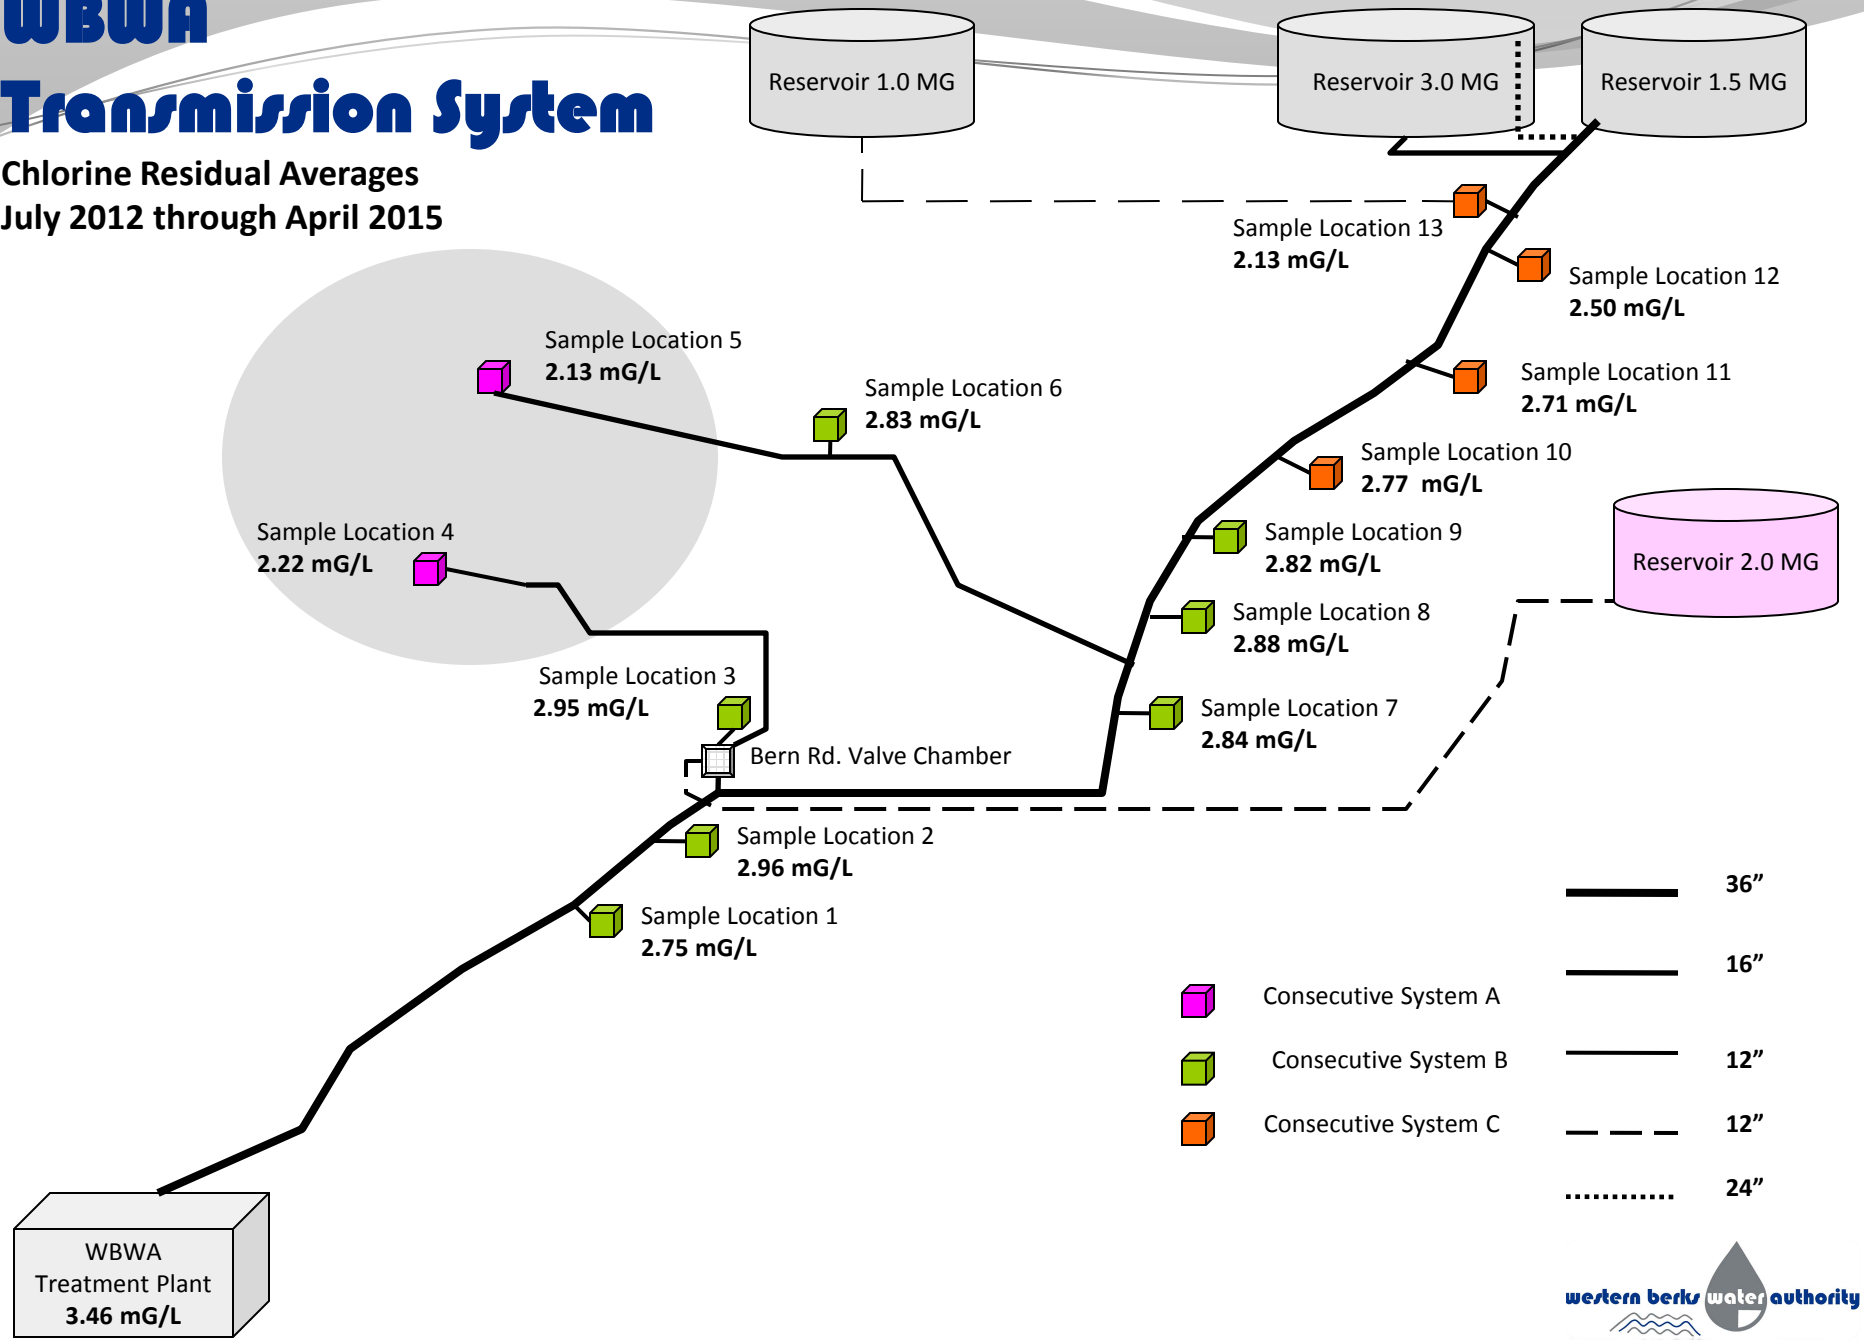 WBWA
Transmission System
Chlorine Residual Averages
July 2012 through April 2015
Reservoir 1.0 MG
Reservoir 3.0 MG
Reservoir 1.5 MG
Sample Location 13
2.13 mG/L
Sample Location 12
2.50 mG/L
Sample Location 5
2.13 mG/L
Sample Location 6
2.83 mG/L
Sample Location 11
2.71 mG/L
Sample Location 10
2.77 mG/L
Sample Location 4
2.22 mG/L
Sample Location 9
2.82 mG/L
Reservoir 2.0 MG
Sample Location 8
2.88 mG/L
Sample Location 3
2.95 mG/L
Sample Location 7
2.84 mG/L
Bern Rd. Valve Chamber
Sample Location 2
2.96 mG/L
Sample Location 1
2.75 mG/L
36”
16”
Consecutive System A
Consecutive System B
12”
Consecutive System C
12”
24”
WBWA
Treatment Plant
3.46 mG/L
western berks water authority